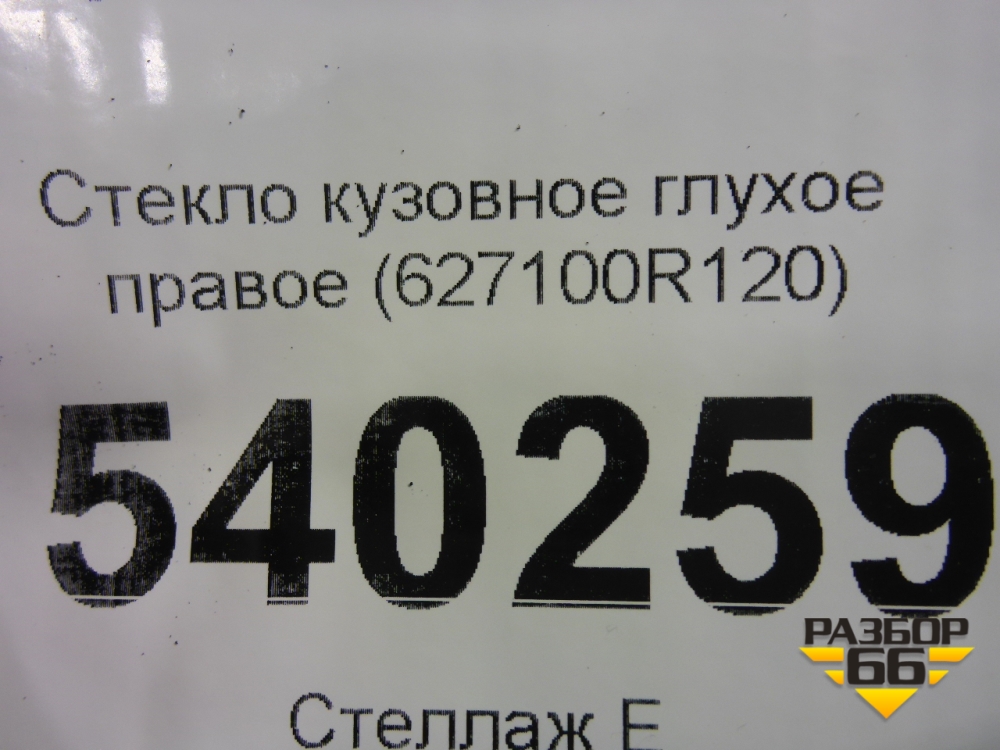 Стекло кузовное глухое
правое (627100R120)
540259
РАЗБОР
66
Стеллаж Е